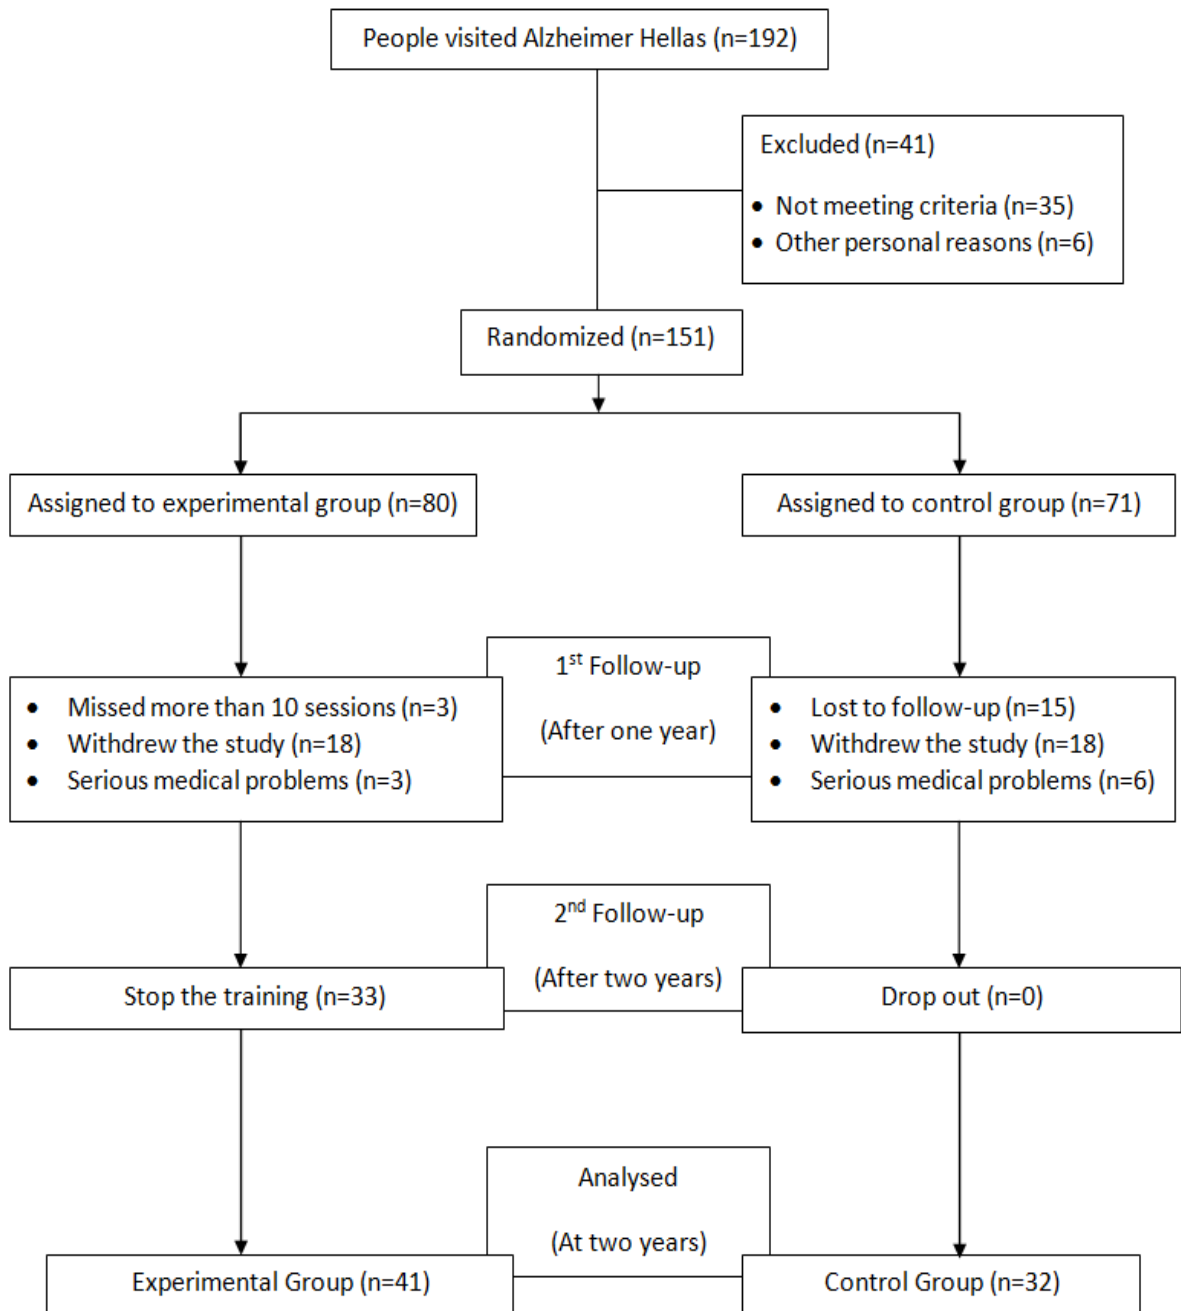 People visited Alzheimer Hellas (n=192)
Excluded (n=41)
• Not meeting criteria (n=35)
• Other personal reasons (n=6)
Randomized (n=151)
Assigned to experimental group (n=80)
Assigned to control group (n=71)
1st Follow-up
(After one year)
• Missed more than 10 sessions (n=3)
• Withdrew the study (n=18)
• Serious medical problems (n=3)
• Lost to follow-up (n=15)
• Withdrew the study (n=18)
• Serious medical problems (n=6)
2nd Follow-up
(After two years)
Stop the training (n=33)
Drop out (n=0)
Analysed
(At two years)
Experimental Group (n=41)
Control Group (n=32)